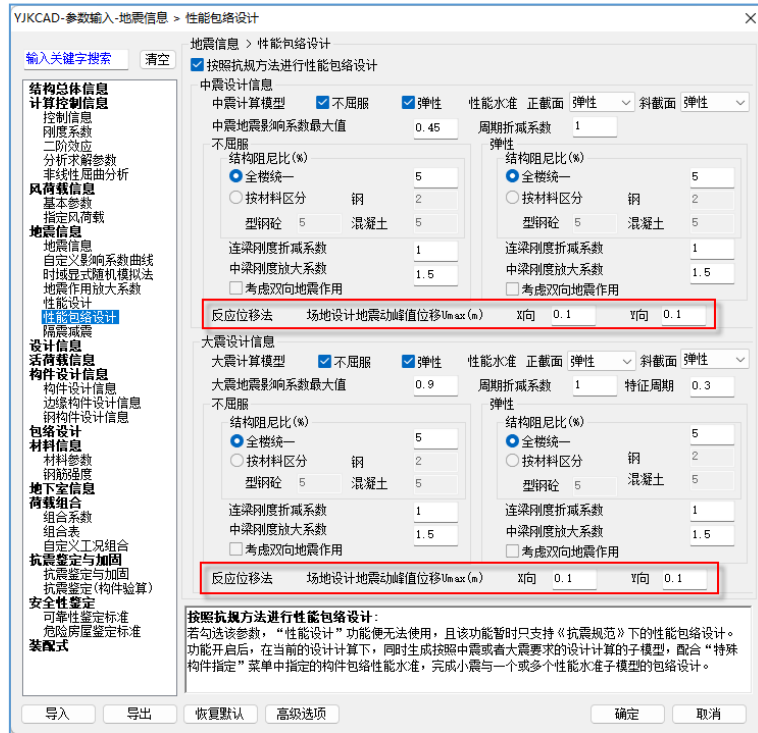 YJKCAD-参数输入-地震信息 > 性能包络设计
输入关键字搜索 清空
结构总体信息
计算控制信息
控制信息
刚度系数
二阶效应
分析求解参数
非线性屈曲分析
风荷载信息
基本参数
指定风荷载
地震信息
地震信息
自定义影响系数曲线
时域显式随机模拟法
地震作用放大系数
性能设计
性能包络设计
隔震减震
设计信息
活荷载信息
构件设计信息
构件设计信息
边缘构件设计信息
钢构件设计信息
包络设计
材料信息
材料参数
钢筋强度
地下室信息
荷载组合
组合系数
组合表
自定义工况组合
抗震鉴定与加固
抗震鉴定与加固
抗震鉴定(构件验算)
安全性鉴定
可靠性鉴定标准
危险房屋鉴定标准
装配式
地震信息 > 性能包络设计
按照抗规方法进行性能包络设计
中震设计信息
中震计算模型 不屈服 弹性 性能水准 正截面 弹性 斜截面 弹性
中震地震影响系数最大值 0.45 周期折减系数 1
不屈服 弹性
结构阻尼比(%) 结构阻尼比(%)
全楼统一 5 全楼统一 5
按材料区分 钢 2 按材料区分 钢 2
型钢砼 5 混凝土 5 型钢砼 5 混凝土 5
连梁刚度折减系数 1 连梁刚度折减系数 1
中梁刚度放大系数 1.5 中梁刚度放大系数 1.5
考虑双向地震作用 考虑双向地震作用
反应位移法 场地设计地震动峰值位移Umax(m) X向 0.1 Y向 0.1
大震设计信息
大震计算模型 不屈服 弹性 性能水准 正截面 弹性 斜截面 弹性
大震地震影响系数最大值 0.9 周期折减系数 1 特征周期 0.3
不屈服 弹性
结构阻尼比(%) 结构阻尼比(%)
全楼统一 5 全楼统一 5
按材料区分 钢 2 按材料区分 钢 2
型钢砼 5 混凝土 5 型钢砼 5 混凝土 5
连梁刚度折减系数 1 连梁刚度折减系数 1
中梁刚度放大系数 1.5 中梁刚度放大系数 1.5
考虑双向地震作用 考虑双向地震作用
反应位移法 场地设计地震动峰值位移Umax(m) X向 0.1 Y向 0.1
按照抗规方法进行性能包络设计:
若勾选该参数，“性能设计”功能便无法使用，且该功能暂时只支持《抗震规范》下的性能包络设计。
功能开启后，在当前的设计计算下，同时生成按照中震或者大震要求的设计计算的子模型，配合“特殊
构件指定”菜单中指定的构件包络性能水准，完成小震与一个或多个性能水准子模型的包络设计。
导入 导出 恢复默认 高级选项 确定 取消